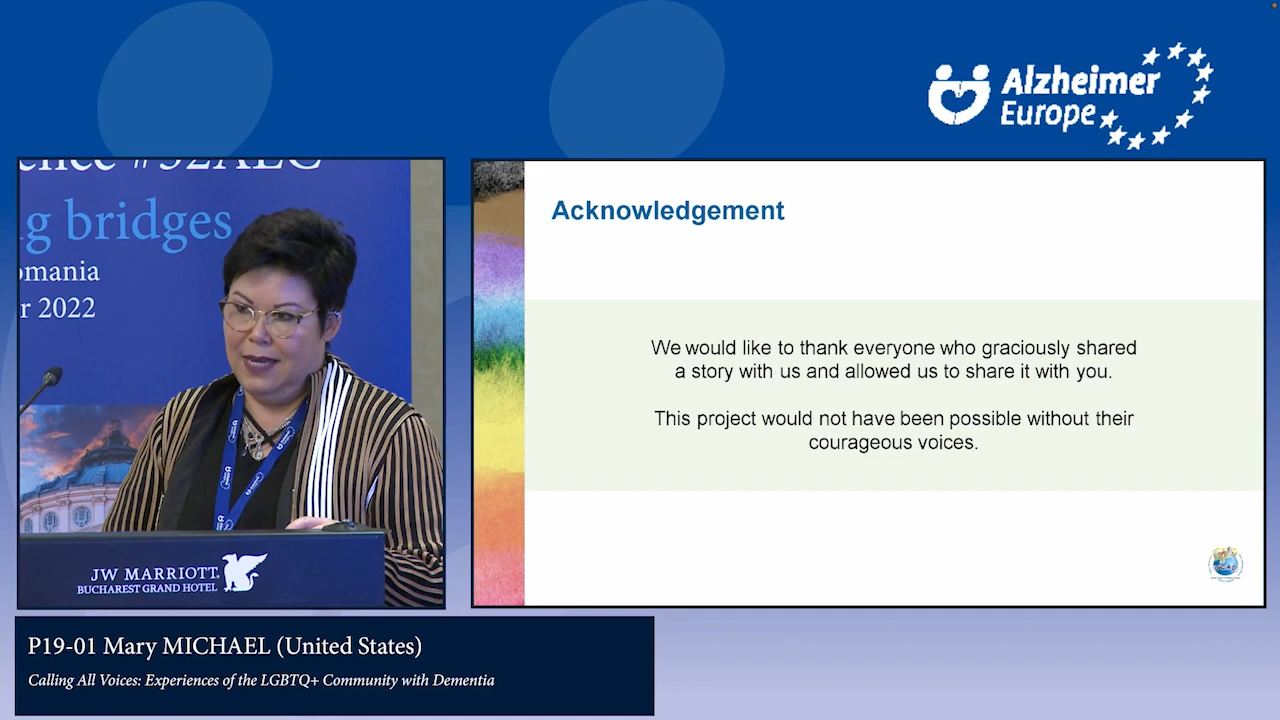 Alzheimer
Europe
#32AEC
bridges
2022
Acknowledgement
We would like to thank everyone who graciously shared
a story with us and allowed us to share it with you.
This project would not have been possible without their
courageous voices.
JW MARRIOTT
BUCHAREST GRAND HOTEL
P19-01 Mary MICHAEL (United States)
Calling All Voices: Experiences of the LGBTQ+ Community with Dementia